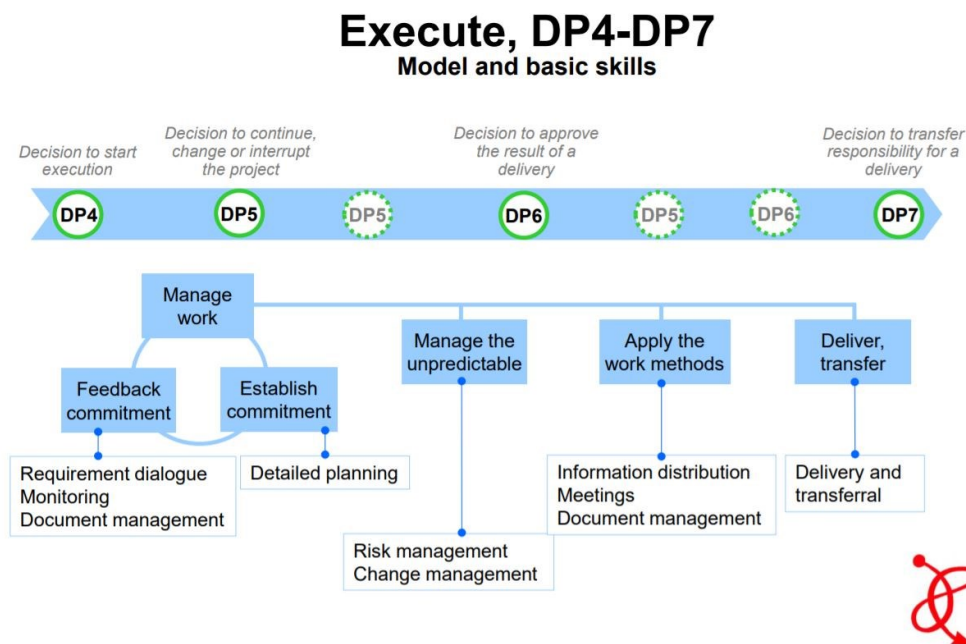 Execute, DP4-DP7
Model and basic skills
Decision to start
execution
Decision to continue,
change or interrupt
the project
Decision to approve
the result of a
delivery
Decision to transfer
responsibility for a
delivery
DP4
DP5
DP5
DP6
DP5
DP6
DP7
Manage
work
Feedback
commitment
Establish
commitment
Manage the
unpredictable
Apply the
work methods
Deliver,
transfer
Requirement dialogue
Monitoring
Document management
Detailed planning
Risk management
Change management
Information distribution
Meetings
Document management
Delivery and
transferral